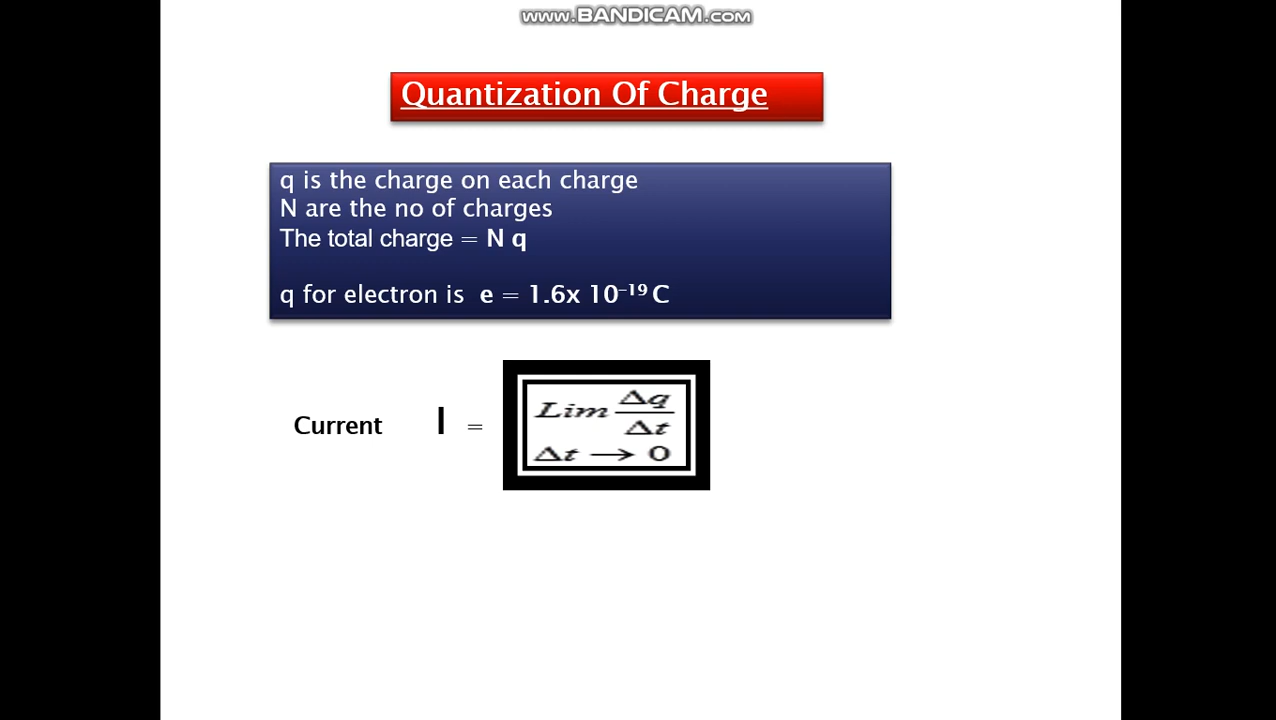 www.BANDICAM.com
Quantization Of Charge
q is the charge on each charge
N are the no of charges
The total charge = N q
q for electron is e = 1.6x 10⁻¹⁹ C
Current I =
Lim Δq/Δt
Δt → 0